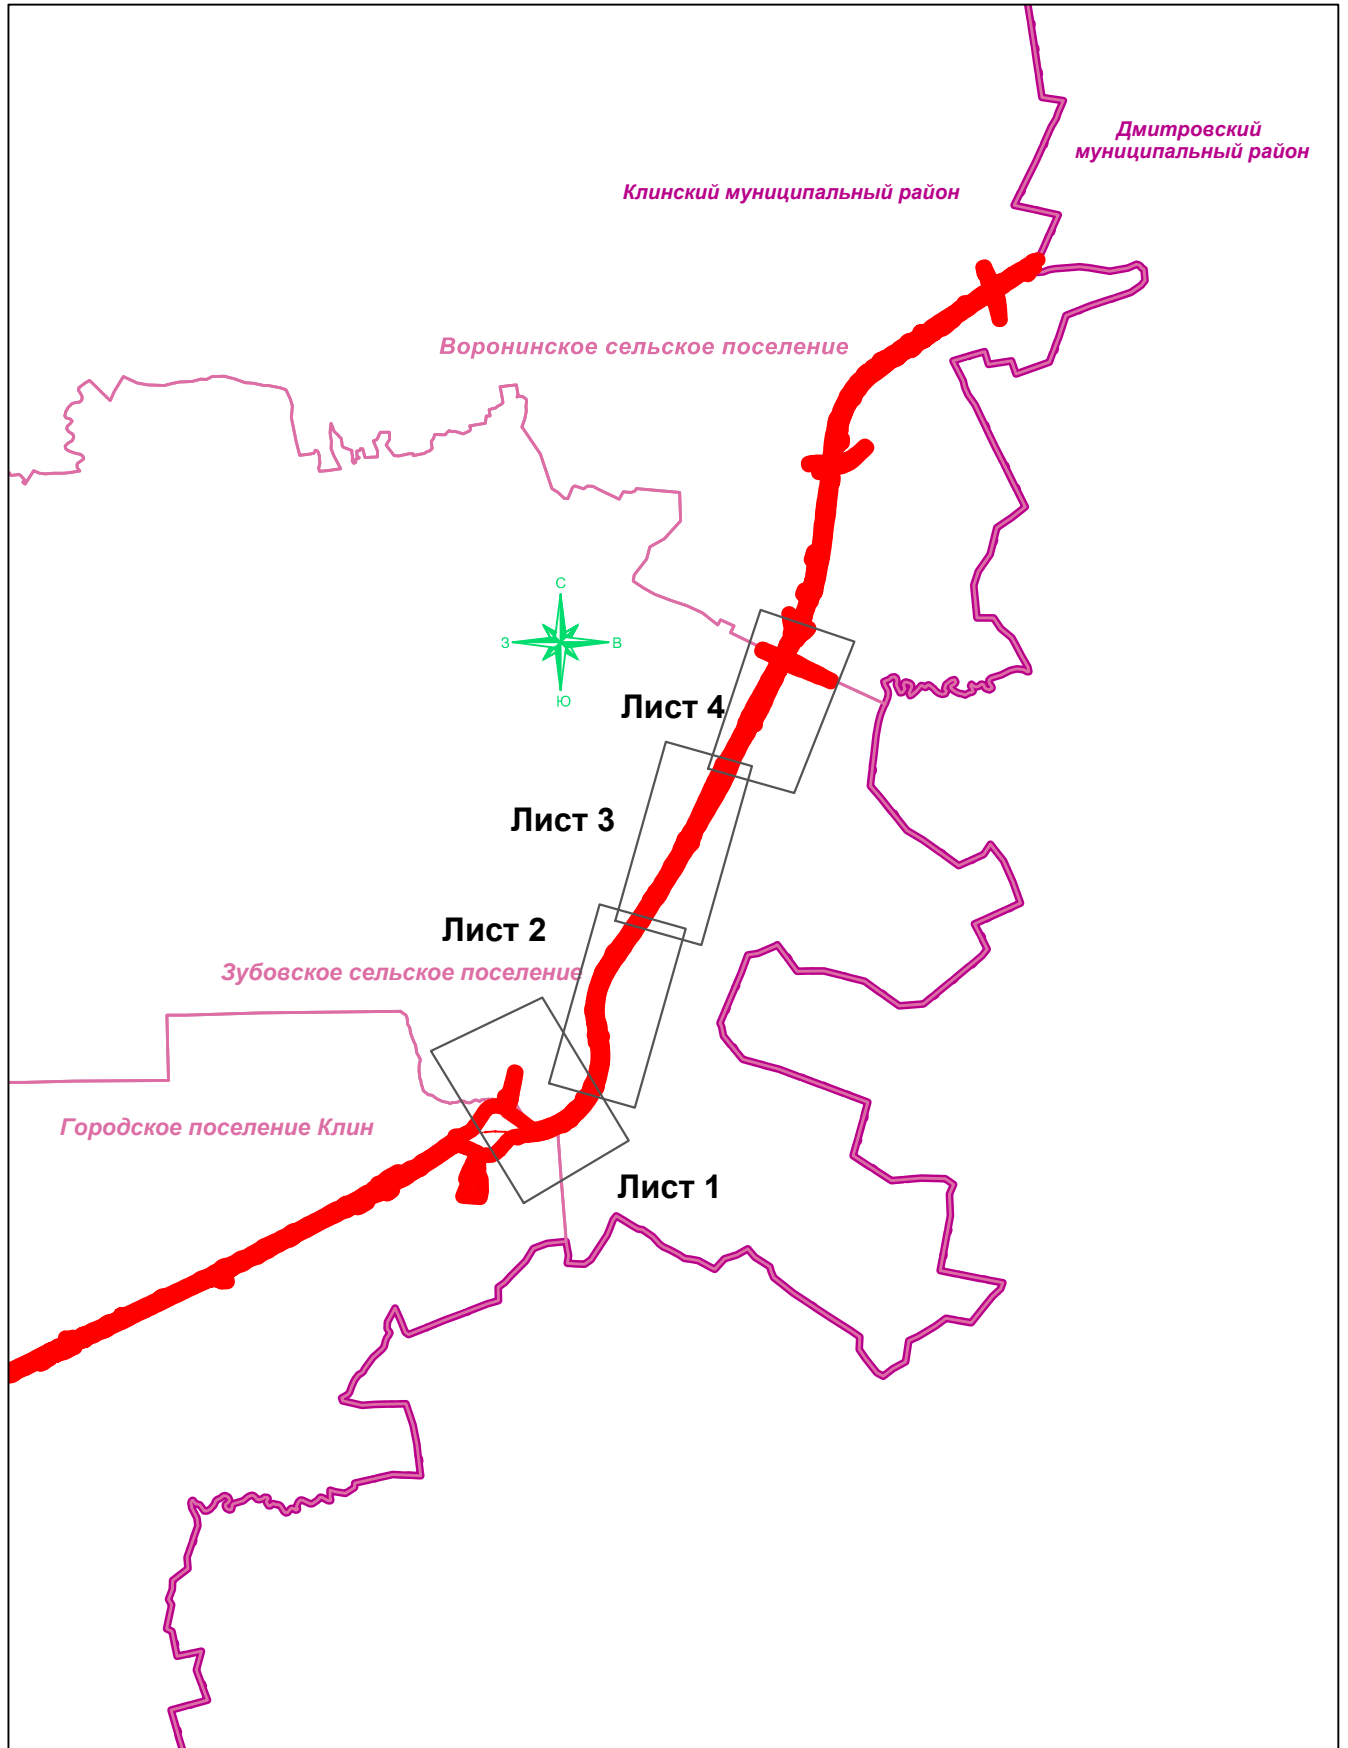 Дмитровский
муниципальный район
Клинский муниципальный район
Воронинское сельское поселение
С
З
В
Ю
Лист 4
Лист 3
Лист 2
Зубовское сельское поселение
Городское поселение Клин
Лист 1